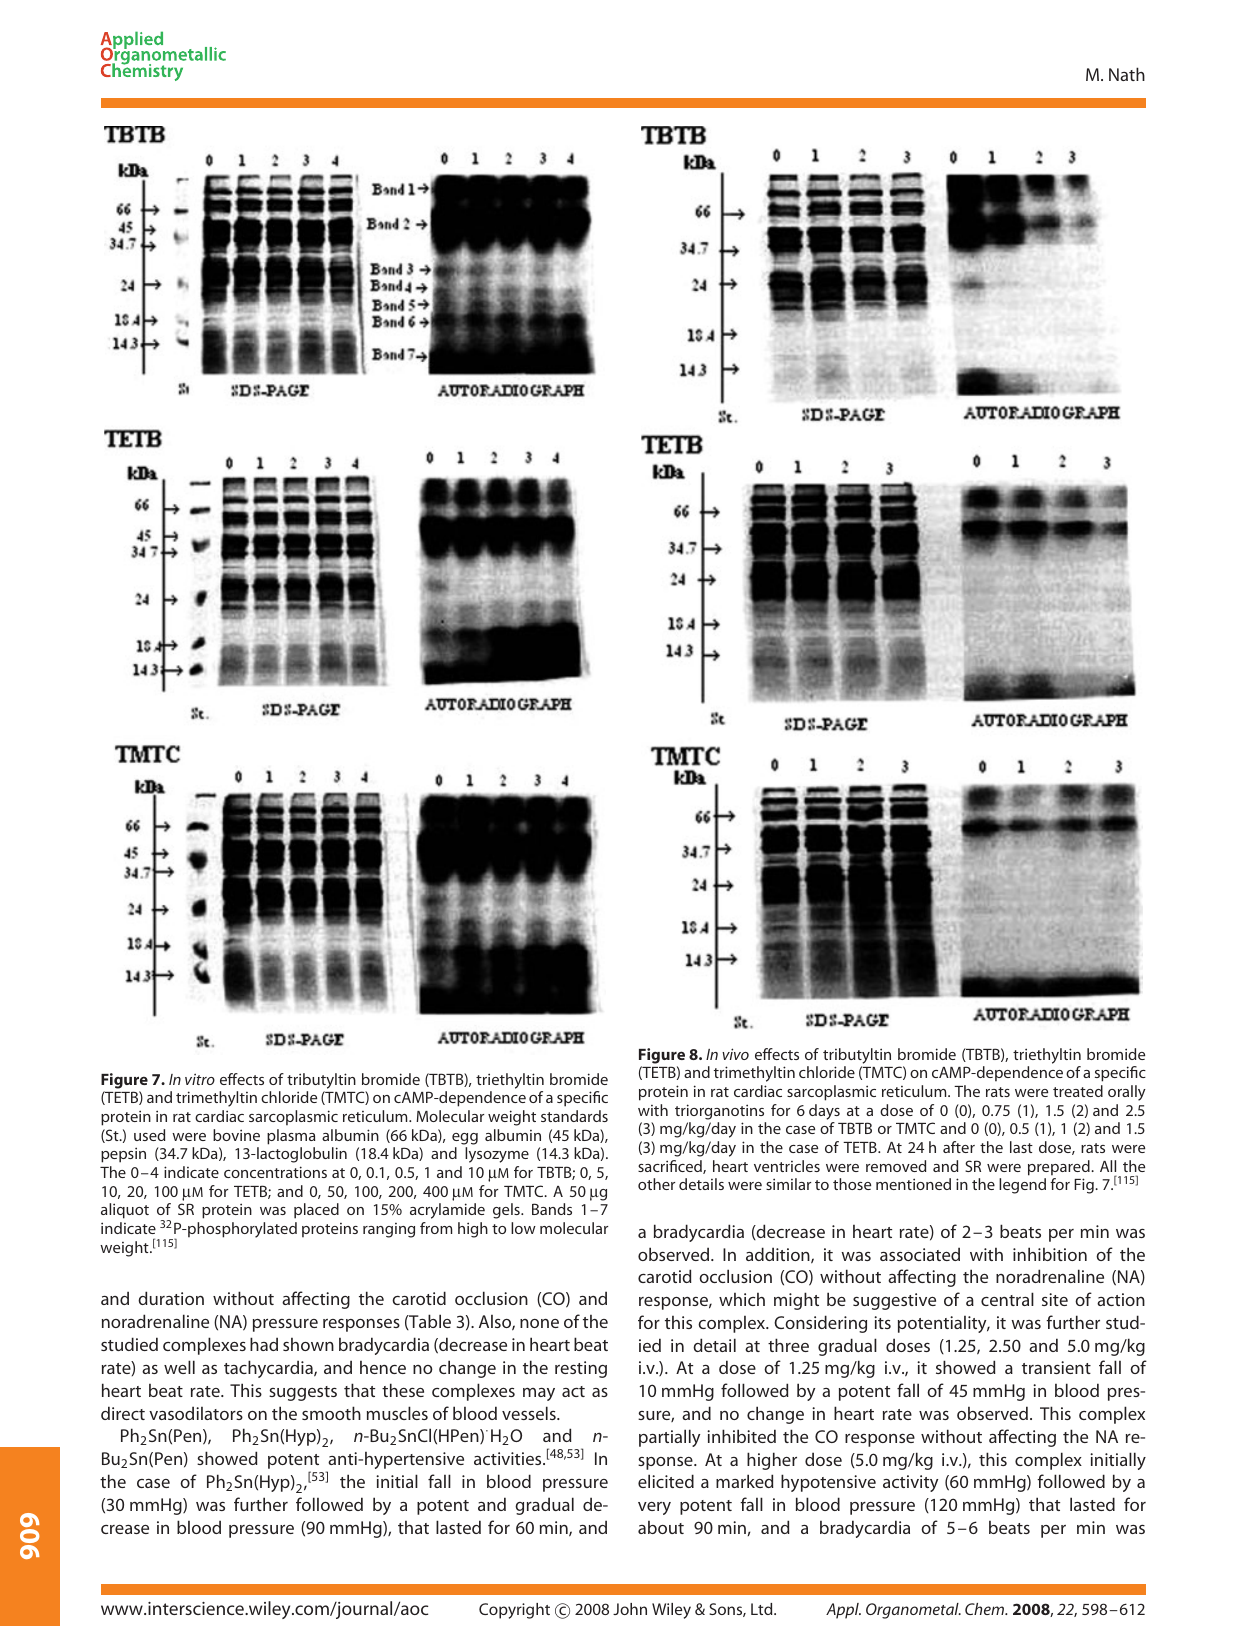 Applied
Organometallic
Chemistry
M. Nath
TBTB
kDa
0 1 2 3 4
0 1 2 3 4
66
45
34.7
24
18.4
14.3
Band 1
Band 2
Band 3
Band 4
Band 5
Band 6
Band 7
St
SDS-PAGE
AUTORADIOGRAPH
TETB
kDa
0 1 2 3 4
0 1 2 3 4
66
45
34.7
24
18.4
14.3
St.
SDS-PAGE
AUTORADIOGRAPH
TMTC
kDa
0 1 2 3 4
0 1 2 3 4
66
45
34.7
24
18.4
14.3
St.
SDS-PAGE
AUTORADIOGRAPH
Figure 7. In vitro effects of tributyltin bromide (TBTB), triethyltin bromide
(TETB) and trimethyltin chloride (TMTC) on cAMP-dependence of a specific
protein in rat cardiac sarcoplasmic reticulum. Molecular weight standards
(St.) used were bovine plasma albumin (66 kDa), egg albumin (45 kDa),
pepsin (34.7 kDa), 13-lactoglobulin (18.4 kDa) and lysozyme (14.3 kDa).
The 0–4 indicate concentrations at 0, 0.1, 0.5, 1 and 10 μM for TBTB; 0, 5,
10, 20, 100 μM for TETB; and 0, 50, 100, 200, 400 μM for TMTC. A 50 μg
aliquot of SR protein was placed on 15% acrylamide gels. Bands 1–7
indicate 32P-phosphorylated proteins ranging from high to low molecular
weight.[115]
and duration without affecting the carotid occlusion (CO) and
noradrenaline (NA) pressure responses (Table 3). Also, none of the
studied complexes had shown bradycardia (decrease in heart beat
rate) as well as tachycardia, and hence no change in the resting
heart beat rate. This suggests that these complexes may act as
direct vasodilators on the smooth muscles of blood vessels.
Ph2Sn(Pen), Ph2Sn(Hyp)2, n-Bu2SnCl(HPen)·H2O and n-
Bu2Sn(Pen) showed potent anti-hypertensive activities.[48,53] In
the case of Ph2Sn(Hyp)2,[53] the initial fall in blood pressure
(30 mmHg) was further followed by a potent and gradual de-
crease in blood pressure (90 mmHg), that lasted for 60 min, and
TBTB
kDa
0 1 2 3
0 1 2 3
66
34.7
24
18.4
14.3
St.
SDS-PAGE
AUTORADIOGRAPH
TETB
kDa
0 1 2 3
0 1 2 3
66
34.7
24
18.4
14.3
St
SDS-PAGE
AUTORADIOGRAPH
TMTC
kDa
0 1 2 3
0 1 2 3
66
34.7
24
18.4
14.3
St.
SDS-PAGE
AUTORADIOGRAPH
Figure 8. In vivo effects of tributyltin bromide (TBTB), triethyltin bromide
(TETB) and trimethyltin chloride (TMTC) on cAMP-dependence of a specific
protein in rat cardiac sarcoplasmic reticulum. The rats were treated orally
with triorganotins for 6 days at a dose of 0 (0), 0.75 (1), 1.5 (2) and 2.5
(3) mg/kg/day in the case of TBTB or TMTC and 0 (0), 0.5 (1), 1 (2) and 1.5
(3) mg/kg/day in the case of TETB. At 24 h after the last dose, rats were
sacrificed, heart ventricles were removed and SR were prepared. All the
other details were similar to those mentioned in the legend for Fig. 7.[115]
a bradycardia (decrease in heart rate) of 2–3 beats per min was
observed. In addition, it was associated with inhibition of the
carotid occlusion (CO) without affecting the noradrenaline (NA)
response, which might be suggestive of a central site of action
for this complex. Considering its potentiality, it was further stud-
ied in detail at three gradual doses (1.25, 2.50 and 5.0 mg/kg
i.v.). At a dose of 1.25 mg/kg i.v., it showed a transient fall of
10 mmHg followed by a potent fall of 45 mmHg in blood pres-
sure, and no change in heart rate was observed. This complex
partially inhibited the CO response without affecting the NA re-
sponse. At a higher dose (5.0 mg/kg i.v.), this complex initially
elicited a marked hypotensive activity (60 mmHg) followed by a
very potent fall in blood pressure (120 mmHg) that lasted for
about 90 min, and a bradycardia of 5–6 beats per min was
606
www.interscience.wiley.com/journal/aoc
Copyright © 2008 John Wiley & Sons, Ltd.
Appl. Organometal. Chem. 2008, 22, 598–612